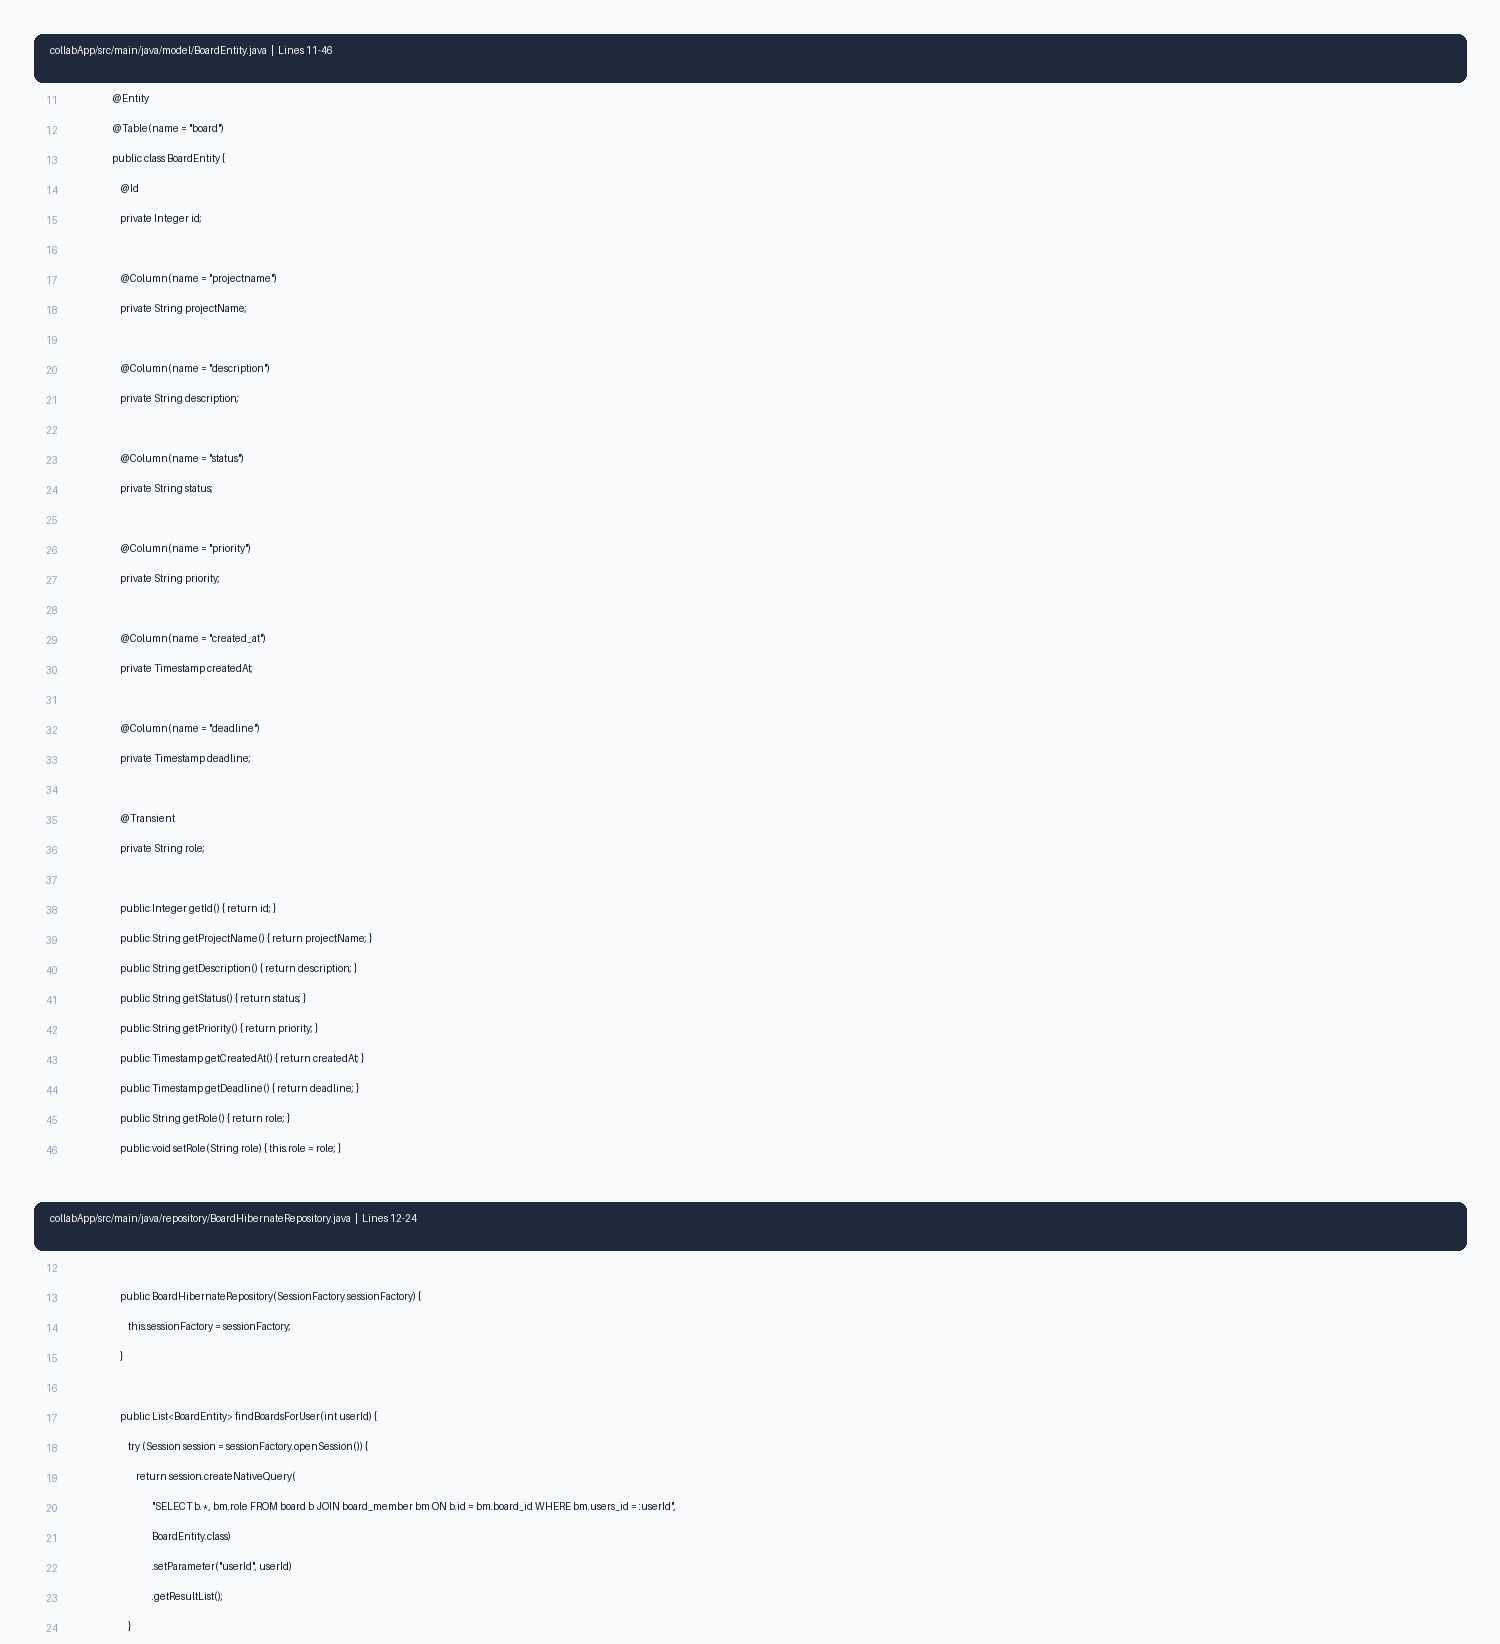 collabApp/src/main/java/model/BoardEntity.java | Lines 11-46
11 @Entity
12 @Table(name = "board")
13 public class BoardEntity {
14 @Id
15 private Integer id;
16
17 @Column(name = "projectname")
18 private String projectName;
19
20 @Column(name = "description")
21 private String description;
22
23 @Column(name = "status")
24 private String status;
25
26 @Column(name = "priority")
27 private String priority;
28
29 @Column(name = "created_at")
30 private Timestamp createdAt;
31
32 @Column(name = "deadline")
33 private Timestamp deadline;
34
35 @Transient
36 private String role;
37
38 public Integer getId() { return id; }
39 public String getProjectName() { return projectName; }
40 public String getDescription() { return description; }
41 public String getStatus() { return status; }
42 public String getPriority() { return priority; }
43 public Timestamp getCreatedAt() { return createdAt; }
44 public Timestamp getDeadline() { return deadline; }
45 public String getRole() { return role; }
46 public void setRole(String role) { this.role = role; }
collabApp/src/main/java/repository/BoardHibernateRepository.java | Lines 12-24
12
13 public BoardHibernateRepository(SessionFactory sessionFactory) {
14 this.sessionFactory = sessionFactory;
15 }
16
17 public List<BoardEntity> findBoardsForUser(int userId) {
18 try (Session session = sessionFactory.openSession()) {
19 return session.createNativeQuery(
20 "SELECT b.*, bm.role FROM board b JOIN board_member bm ON b.id = bm.board_id WHERE bm.users_id = :userId",
21 BoardEntity.class)
22 .setParameter("userId", userId)
23 .getResultList();
24 }